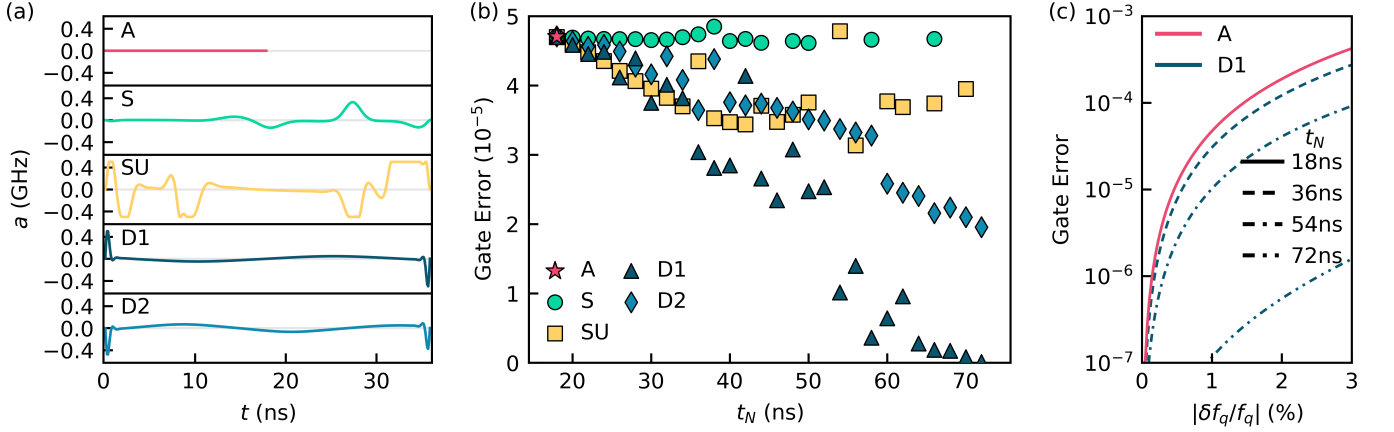 (a)
A
0.4
0.0
−0.4
S
0.4
0.0
−0.4
SU
0.4
0.0
−0.4
D1
0.4
0.0
−0.4
D2
0.4
0.0
−0.4
a (GHz)
0 10 20 30
t (ns)
(b)
5
4
3
2
1
0
Gate Error (10⁻⁵)
A D1
S D2
SU
20 30 40 50 60 70
t_N (ns)
(c)
10⁻³
10⁻⁴
10⁻⁵
10⁻⁶
10⁻⁷
Gate Error
A
D1
t_N
18ns
36ns
54ns
72ns
0 1 2 3
|δf_q/f_q| (%)